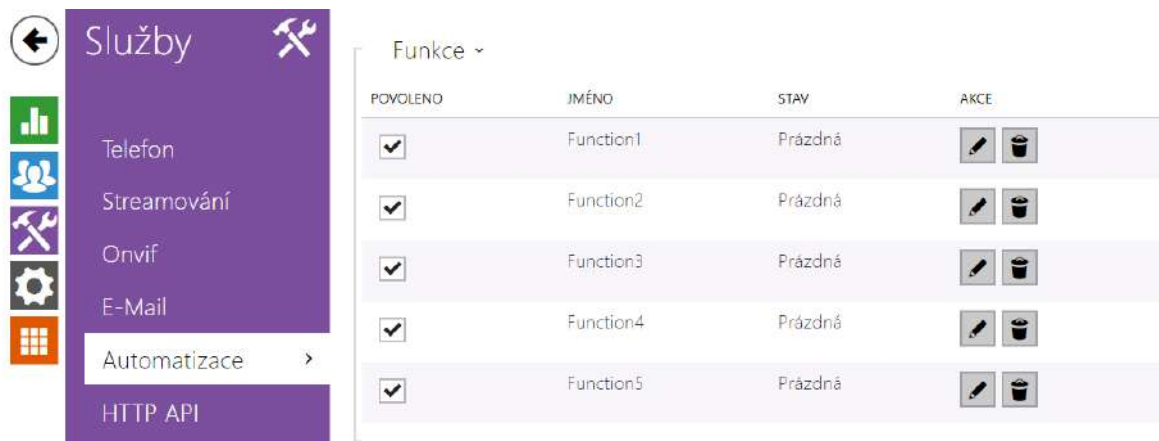 Služby
Telefon
Streamování
Onvif
E-Mail
Automatizace
HTTP API
Funkce
POVOLENO JMÉNO STAV AKCE
Function1 Prázdná
Function2 Prázdná
Function3 Prázdná
Function4 Prázdná
Function5 Prázdná